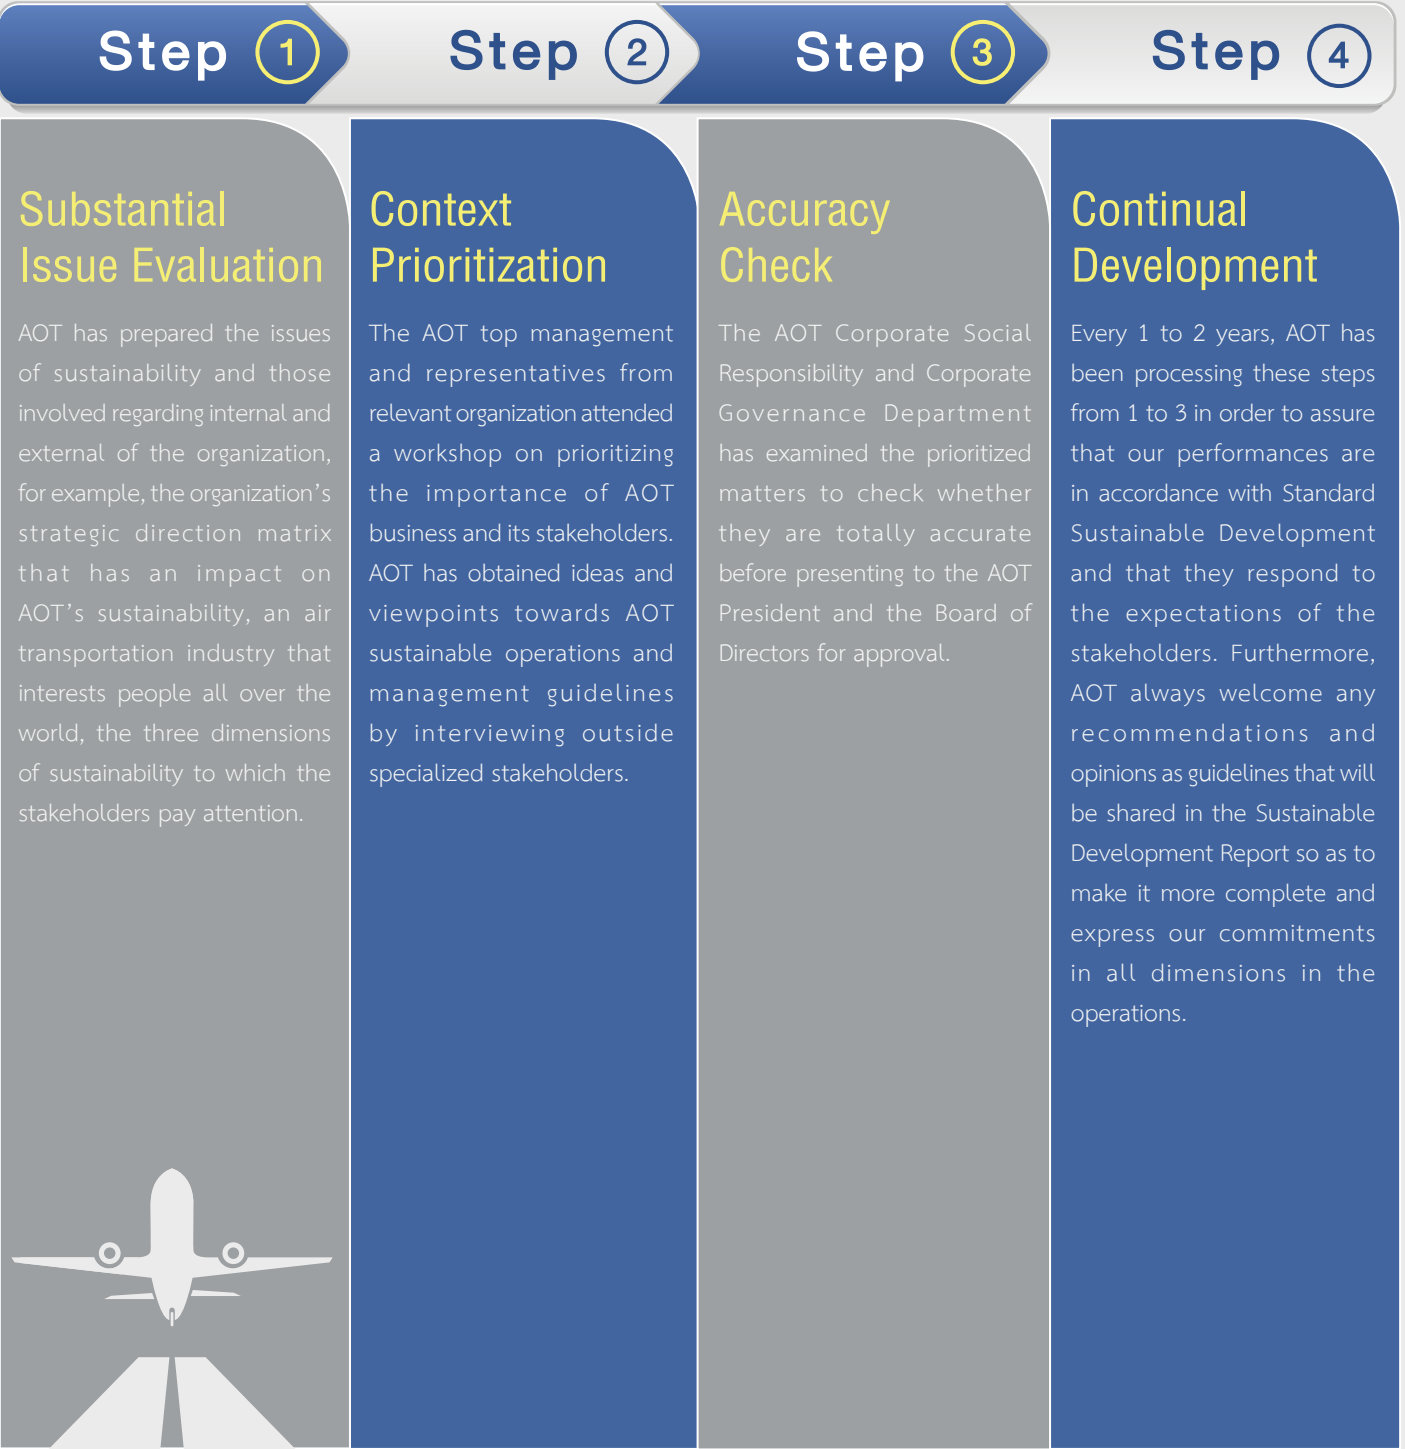 Step 1
Step 2
Step 3
Step 4
Substantial
Issue Evaluation
AOT has prepared the issues
of sustainability and those
involved regarding internal and
external of the organization,
for example, the organization's
strategic direction matrix
that has an impact on
AOT's sustainability, an air
transportation industry that
interests people all over the
world, the three dimensions
of sustainability to which the
stakeholders pay attention.
Context
Prioritization
The AOT top management
and representatives from
relevant organization attended
a workshop on prioritizing
the importance of AOT
business and its stakeholders.
AOT has obtained ideas and
viewpoints towards AOT
sustainable operations and
management guidelines
by interviewing outside
specialized stakeholders.
Accuracy
Check
The AOT Corporate Social
Responsibility and Corporate
Governance Department
has examined the prioritized
matters to check whether
they are totally accurate
before presenting to the AOT
President and the Board of
Directors for approval.
Continual
Development
Every 1 to 2 years, AOT has
been processing these steps
from 1 to 3 in order to assure
that our performances are
in accordance with Standard
Sustainable Development
and that they respond to
the expectations of the
stakeholders. Furthermore,
AOT always welcome any
recommendations and
opinions as guidelines that will
be shared in the Sustainable
Development Report so as to
make it more complete and
express our commitments
in all dimensions in the
operations.